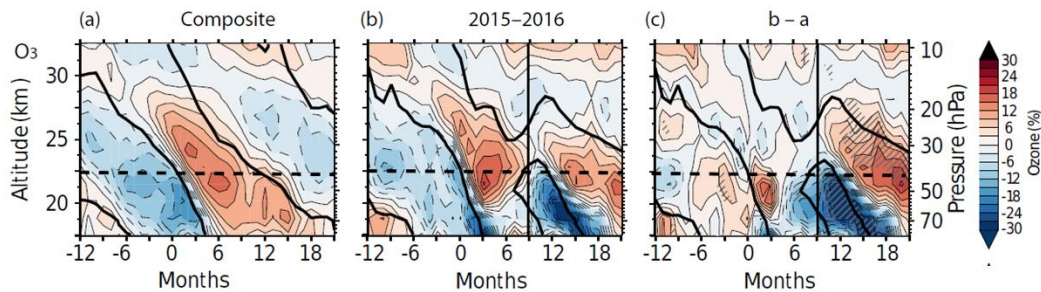 (a) Composite (b) 2015–2016 (c) b – a
O3
Altitude (km)
30
25
20
-12 -6 0 6 12 18
Months
-12 -6 0 6 12 18
Months
-12 -6 0 6 12 18
Months
10
20
30
50
70
Pressure (hPa)
30
24
18
12
6
-6
-12
-18
-24
-30
Ozone (%)